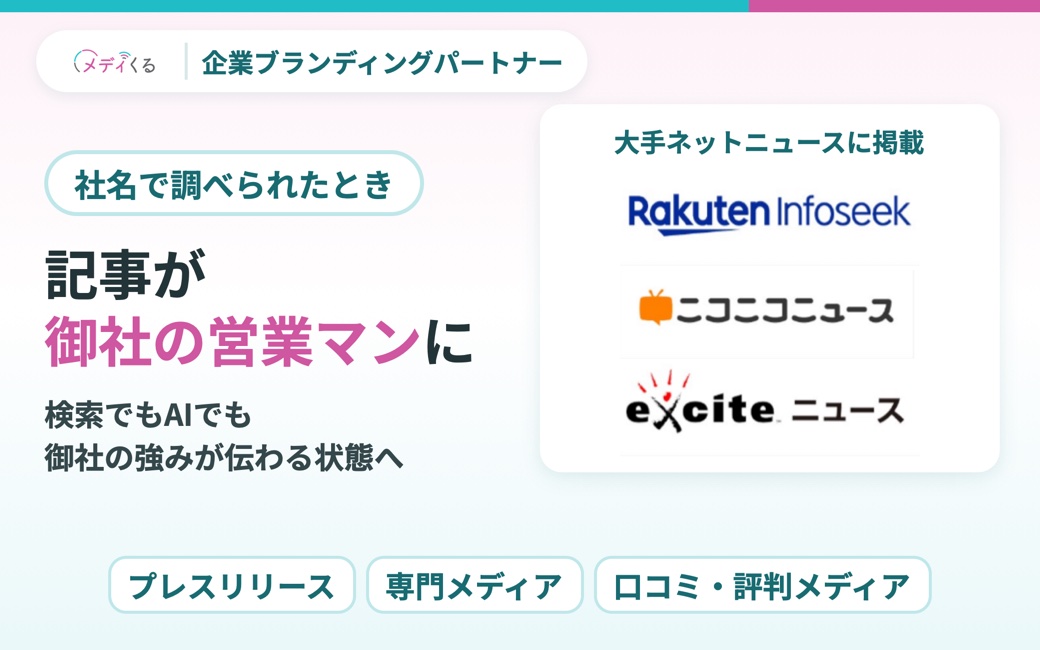 メディくる
企業ブランディングパートナー
社名で調べられたとき
記事が
御社の営業マンに
検索でもAIでも
御社の強みが伝わる状態へ
大手ネットニュースに掲載
Rakuten Infoseek
ニコニコニュース
excite ニュース
プレスリリース
専門メディア
口コミ・評判メディア